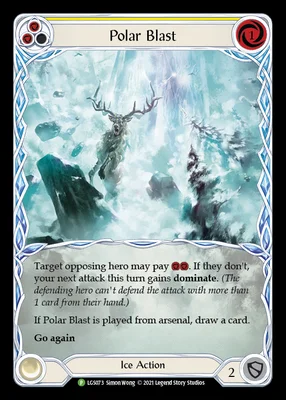 Polar Blast
1
Target opposing hero may pay. If they don't,
your next attack this turn gains dominate. (The
defending hero can't defend the attack with more
than 1 card from their hand.)
If Polar Blast is played from arsenal, draw a card.
Go again
Ice Action
2
P LGS073 Simon Wong © 2021 Legend Story Studios